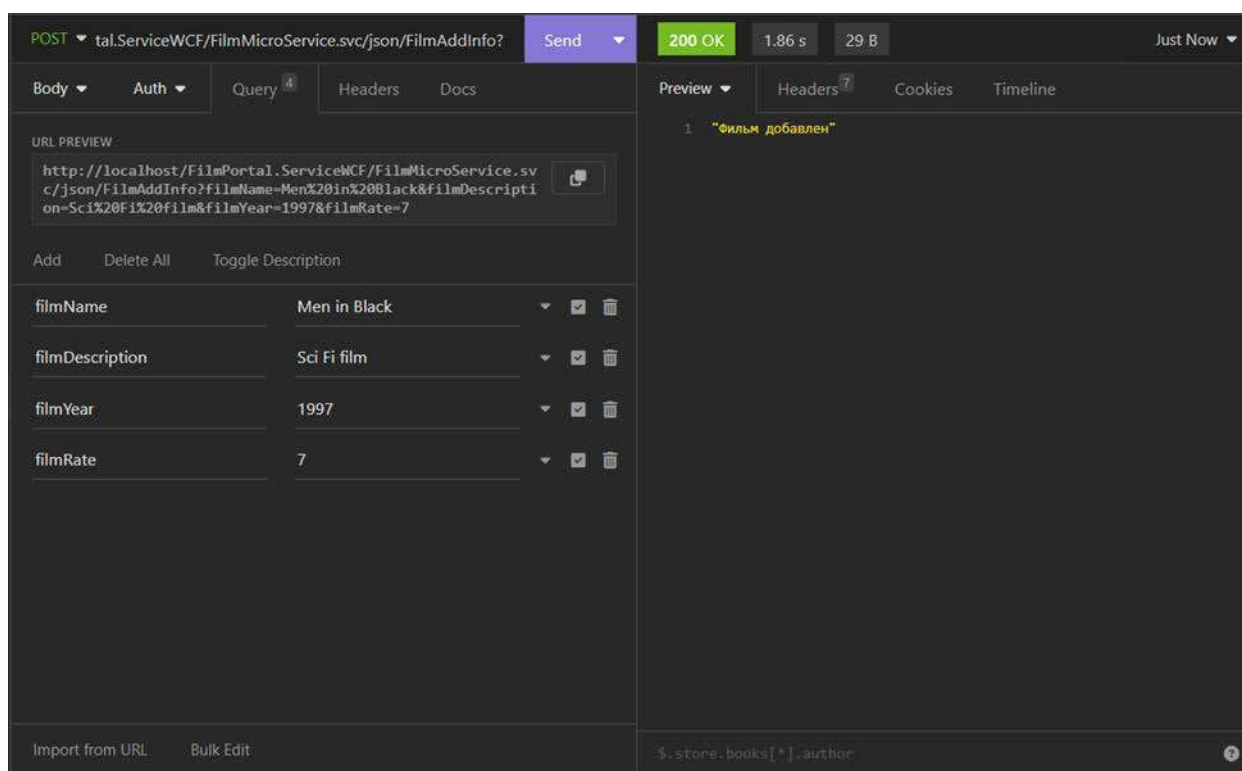 POST tal.ServiceWCF/FilmMicroService.svc/json/FilmAddInfo? Send
200 OK 1.86 s 29 B Just Now
Body Auth Query 4 Headers Docs
Preview Headers 7 Cookies Timeline
URL PREVIEW
http://localhost/FilmPortal.ServiceWCF/FilmMicroService.sv
c/json/FilmAddInfo?filmName=Men%20in%20Black&filmDescripti
on=Sci%20Fi%20film&filmYear=1997&filmRate=7
Add Delete All Toggle Description
filmName Men in Black
filmDescription Sci Fi film
filmYear 1997
filmRate 7
Import from URL Bulk Edit
1 "Фильм добавлен"
$.store.books[*].author